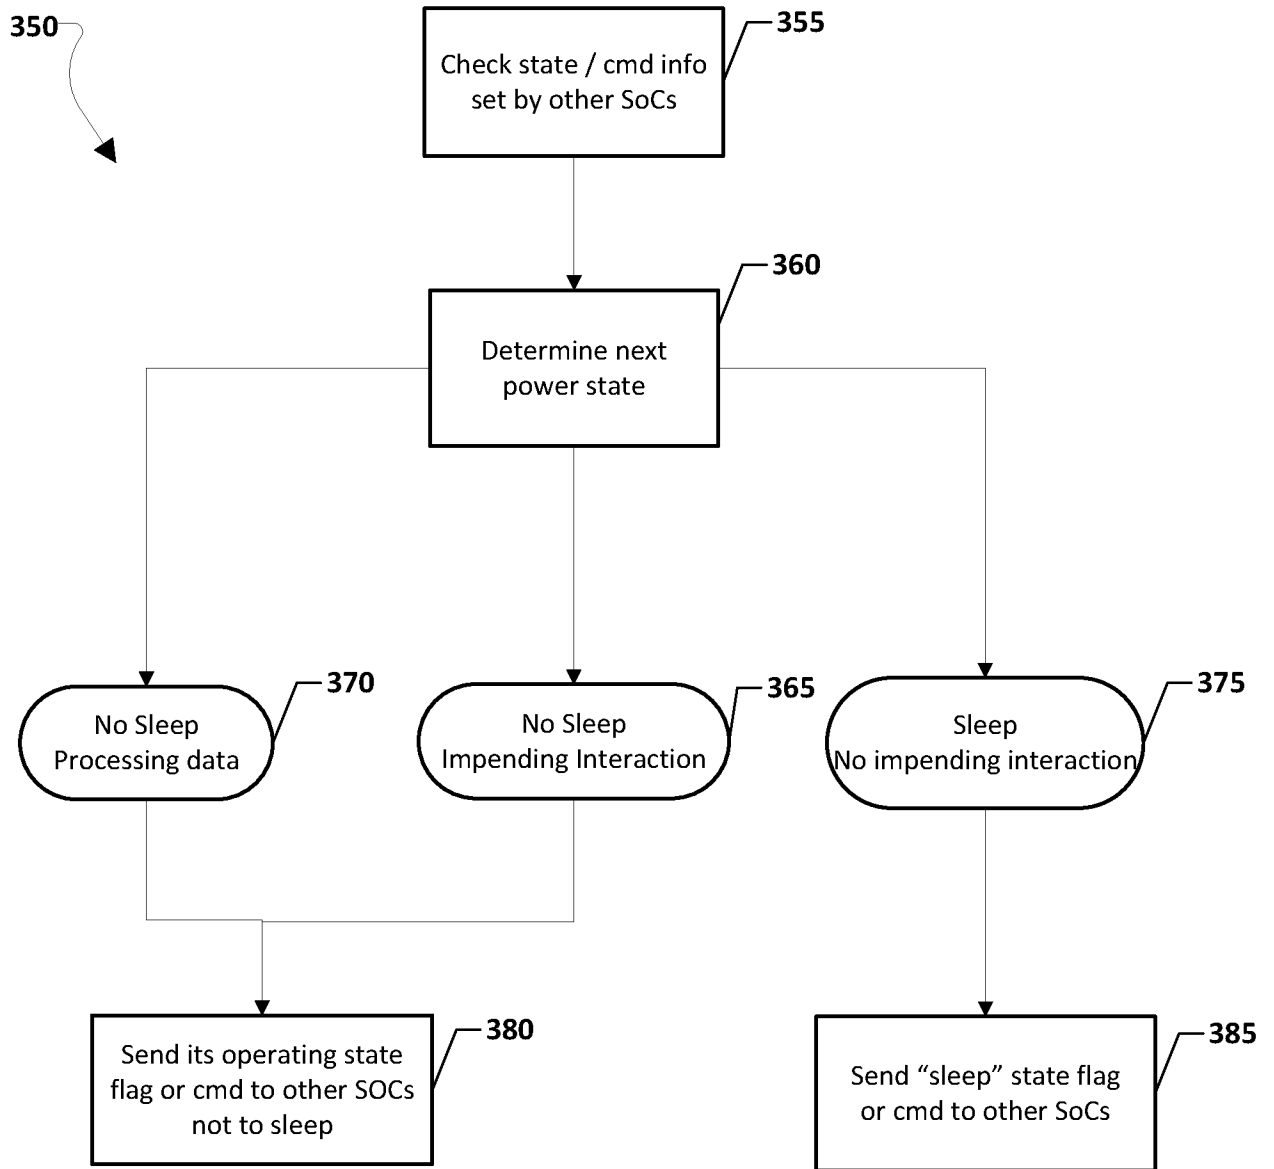 350
355
Check state / cmd info
set by other SoCs
360
Determine next
power state
370
No Sleep
Processing data
365
No Sleep
Impending Interaction
375
Sleep
No impending interaction
380
Send its operating state
flag or cmd to other SOCs
not to sleep
385
Send “sleep” state flag
or cmd to other SoCs